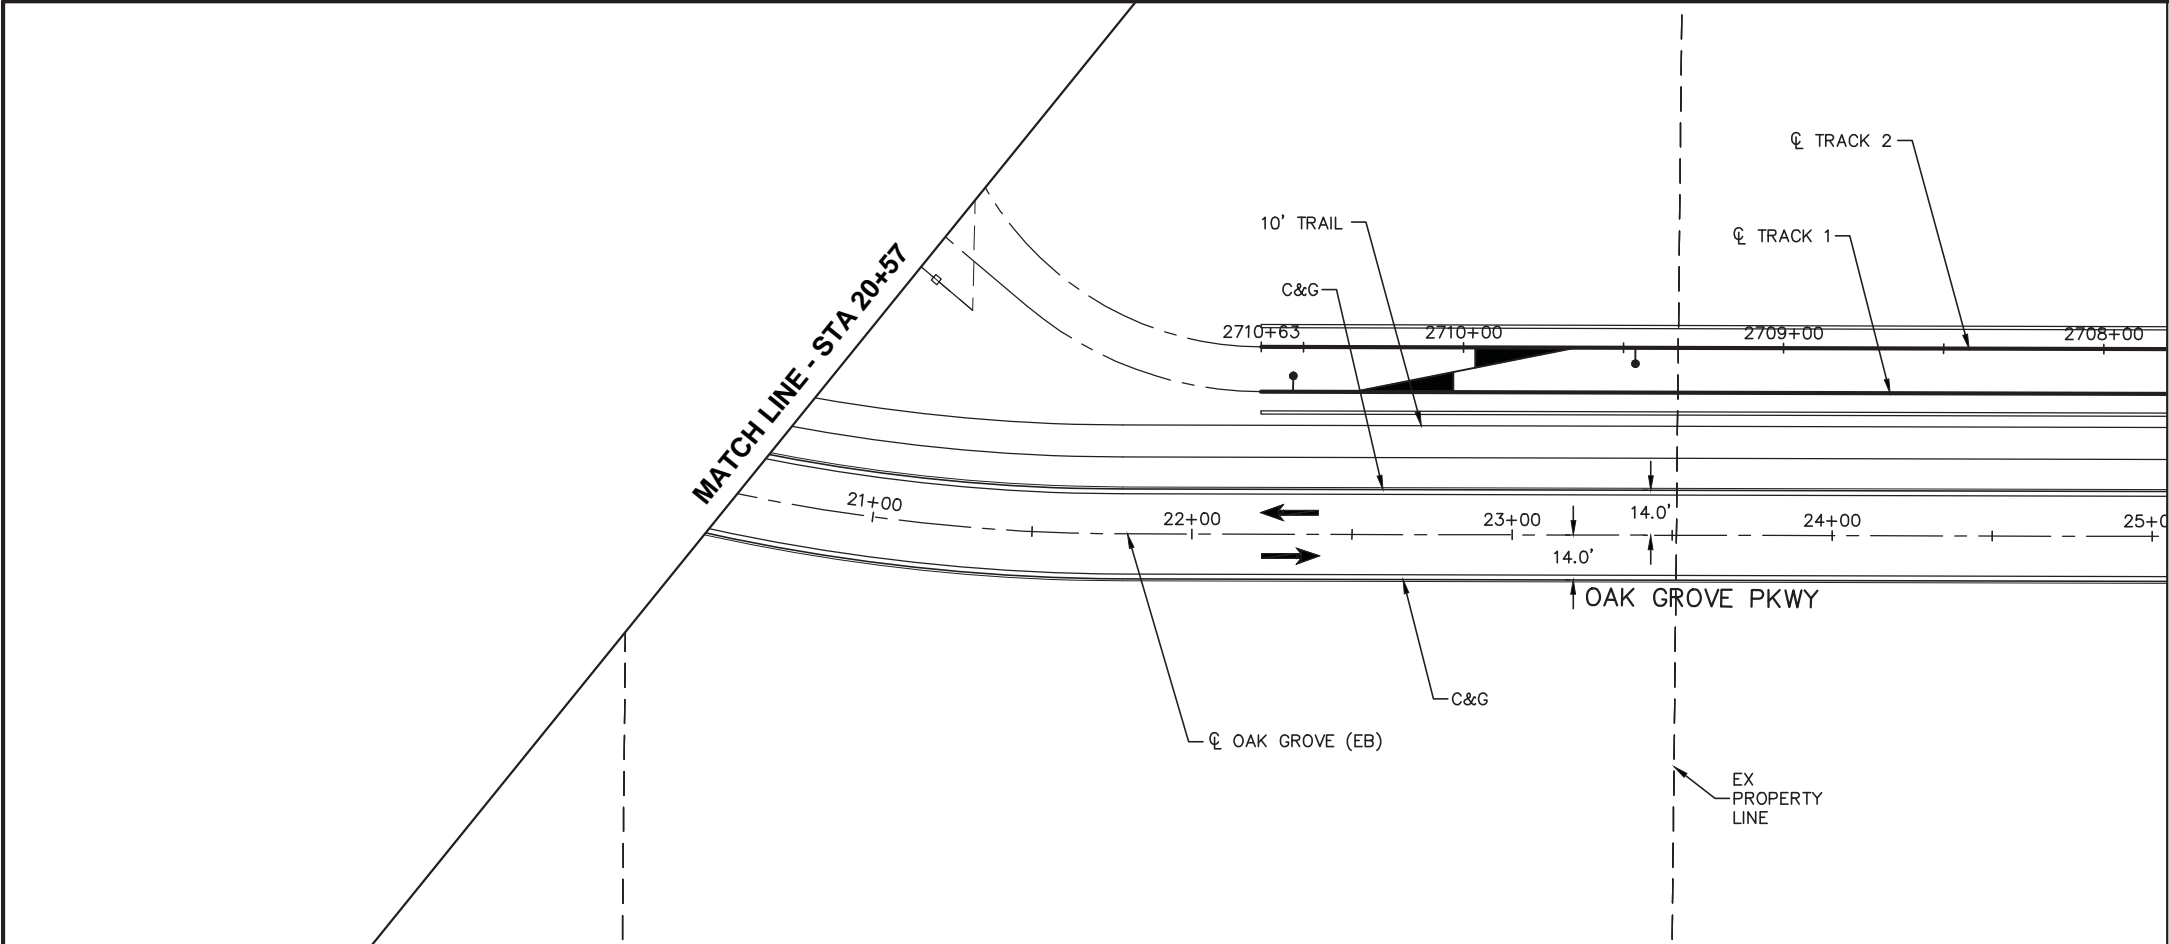 ℄ TRACK 2
10' TRAIL
℄ TRACK 1
C&G
2710+63
2710+00
2709+00
2708+00
MATCH LINE - STA 20+57
21+00
22+00
23+00
14.0'
24+00
25+0
14.0'
OAK GROVE PKWY
C&G
℄ OAK GROVE (EB)
EX
PROPERTY
LINE